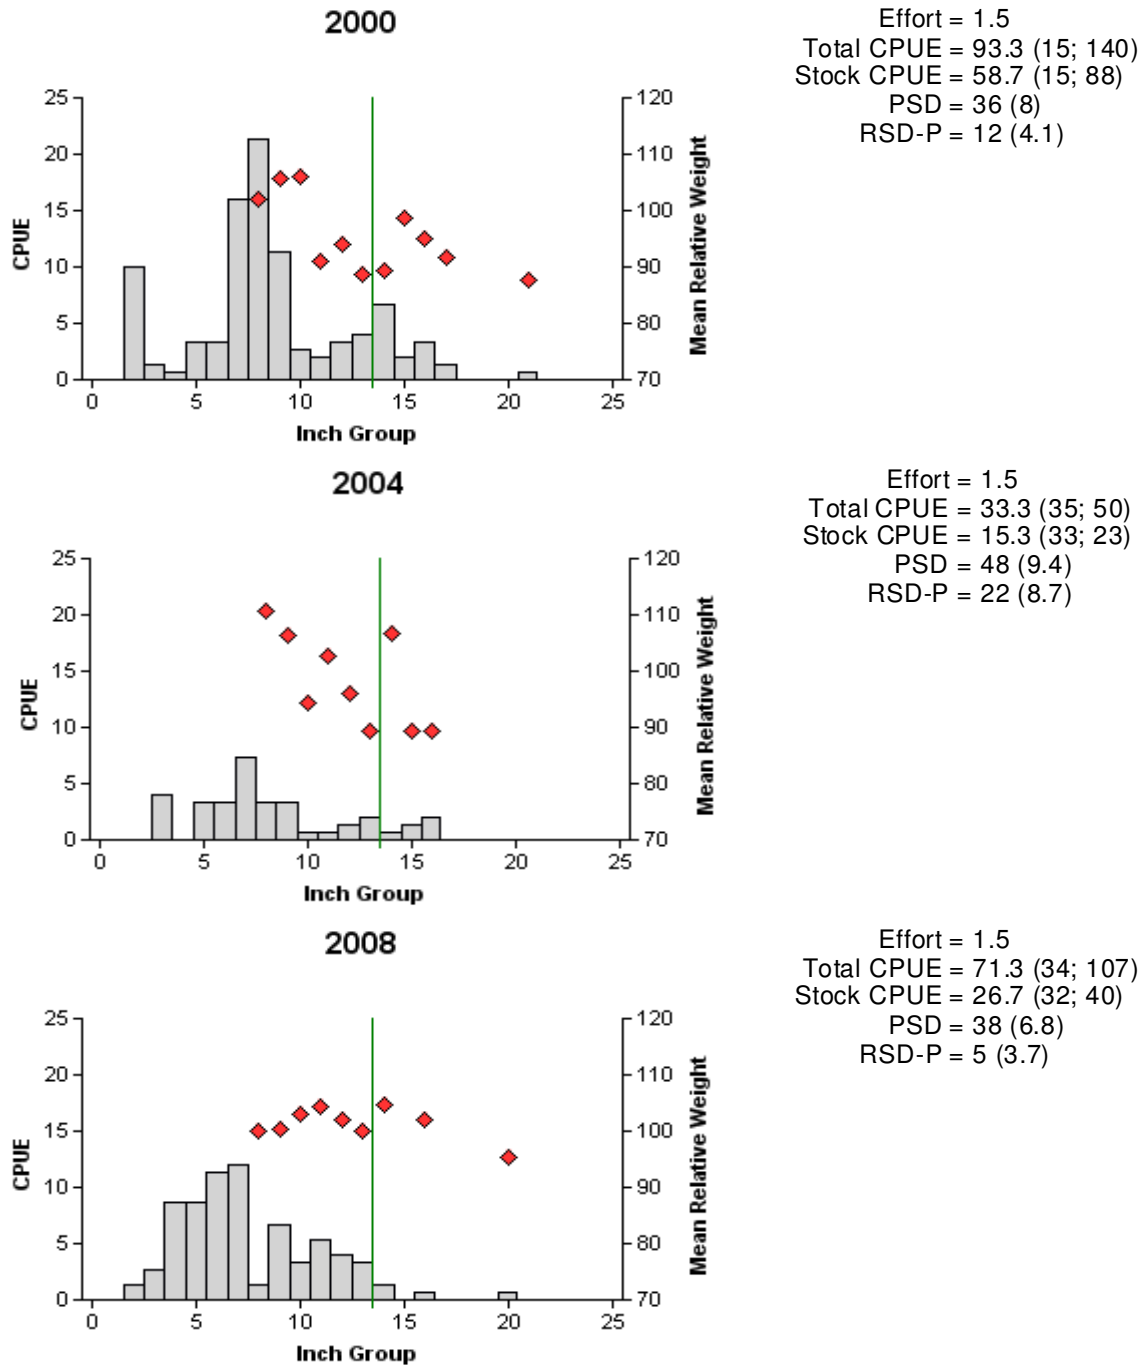 2000
Effort = 1.5
Total CPUE = 93.3 (15; 140)
Stock CPUE = 58.7 (15; 88)
PSD = 36 (8)
RSD-P = 12 (4.1)
25
20
15
10
5
0
CPUE
120
110
100
90
80
70
Mean Relative Weight
0 5 10 15 20 25
Inch Group
2004
Effort = 1.5
Total CPUE = 33.3 (35; 50)
Stock CPUE = 15.3 (33; 23)
PSD = 48 (9.4)
RSD-P = 22 (8.7)
25
20
15
10
5
0
CPUE
120
110
100
90
80
70
Mean Relative Weight
0 5 10 15 20 25
Inch Group
2008
Effort = 1.5
Total CPUE = 71.3 (34; 107)
Stock CPUE = 26.7 (32; 40)
PSD = 38 (6.8)
RSD-P = 5 (3.7)
25
20
15
10
5
0
CPUE
120
110
100
90
80
70
Mean Relative Weight
0 5 10 15 20 25
Inch Group